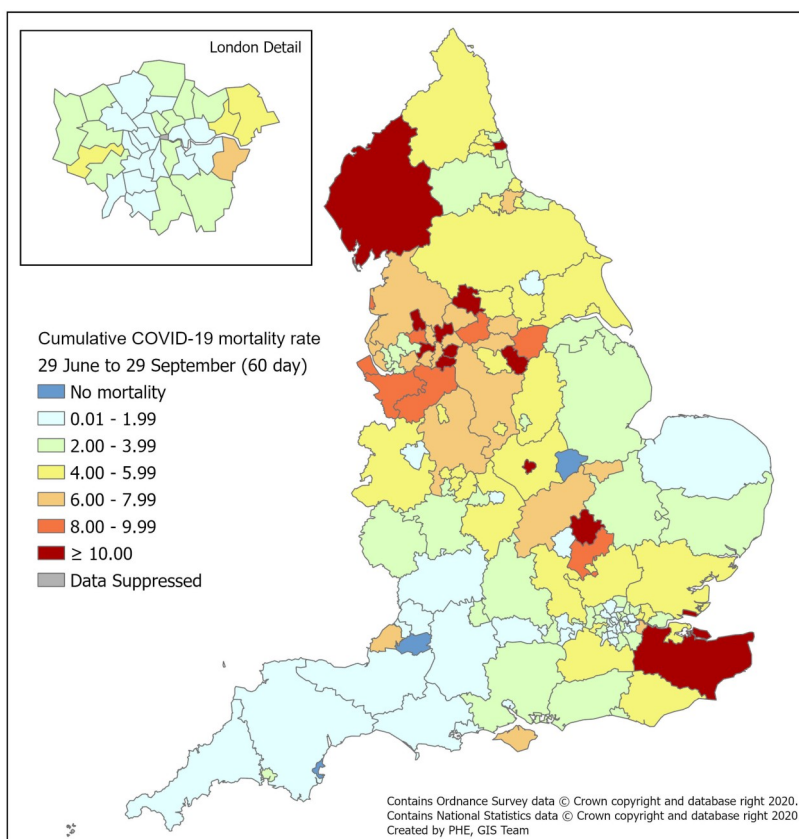 London Detail
Cumulative COVID-19 mortality rate
29 June to 29 September (60 day)
No mortality
0.01 - 1.99
2.00 - 3.99
4.00 - 5.99
6.00 - 7.99
8.00 - 9.99
≥ 10.00
Data Suppressed
Contains Ordnance Survey data © Crown copyright and database right 2020.
Contains National Statistics data © Crown copyright and database right 2020
Created by PHE, GIS Team